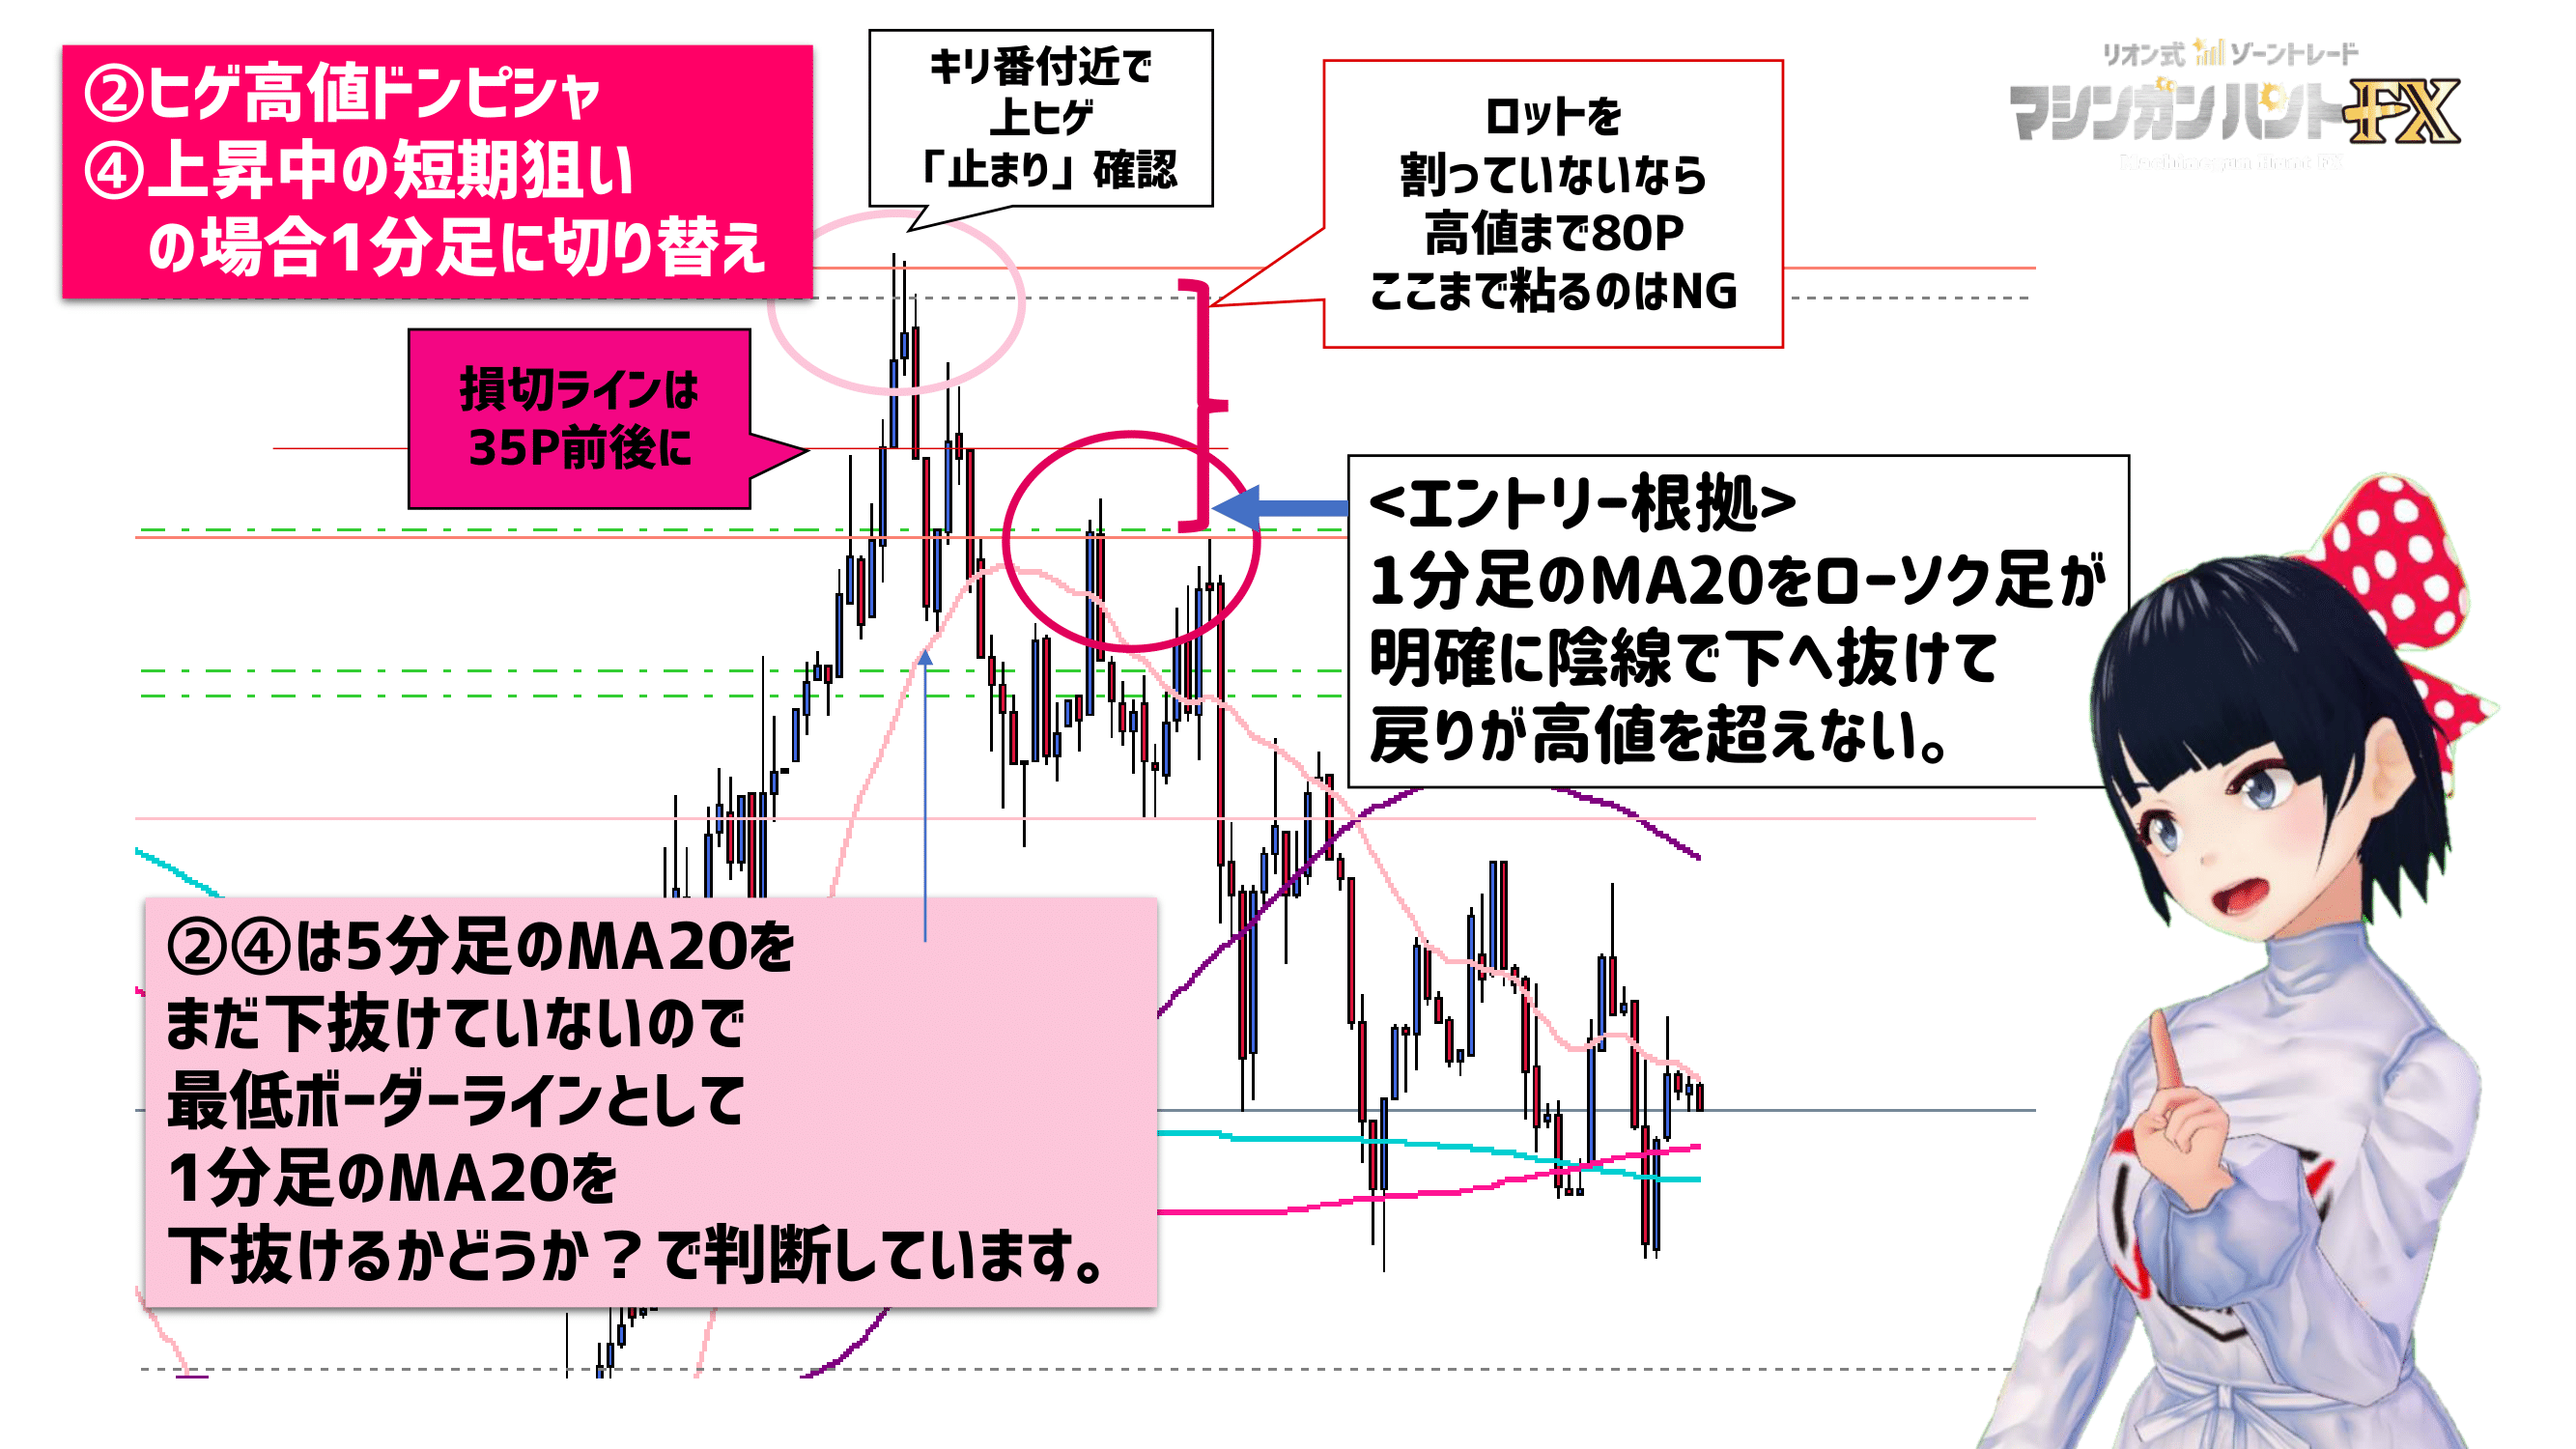 ②ヒゲ高値ドンピシャ
④上昇中の短期狙い
の場合1分足に切り替え
キリ番付近で
上ヒゲ
「止まり」確認
ロットを
割っていないなら
高値まで80P
ここまで粘るのはNG
リオン式 ゾーントレード
マシンガンハントFX
損切ラインは
35P前後に
<エントリー根拠>
1分足のMA20をローソク足が
明確に陰線で下へ抜けて
戻りが高値を超えない。
②④は5分足のMA20を
まだ下抜けていないので
最低ボーダーラインとして
1分足のMA20を
下抜けるかどうか？で判断しています。